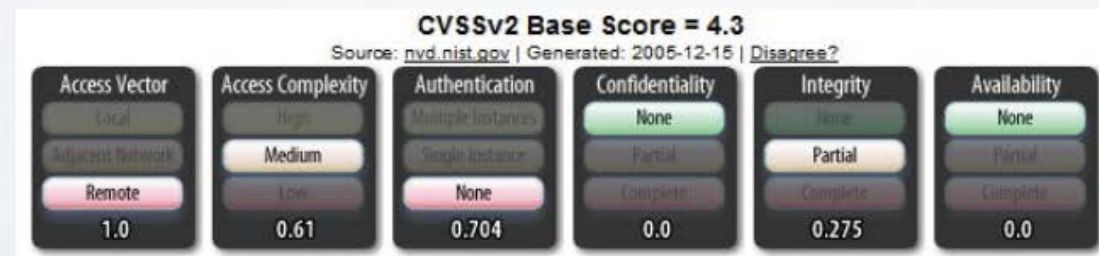 CVSSv2 Base Score = 4.3
Source: nvd.nist.gov | Generated: 2005-12-15 | Disagree?
Access Vector
Local
Adjacent Network
Remote
1.0
Access Complexity
High
Medium
Low
0.61
Authentication
Multiple Instances
Single Instance
None
0.704
Confidentiality
None
Partial
Complete
0.0
Integrity
None
Partial
Complete
0.275
Availability
None
Partial
Complete
0.0